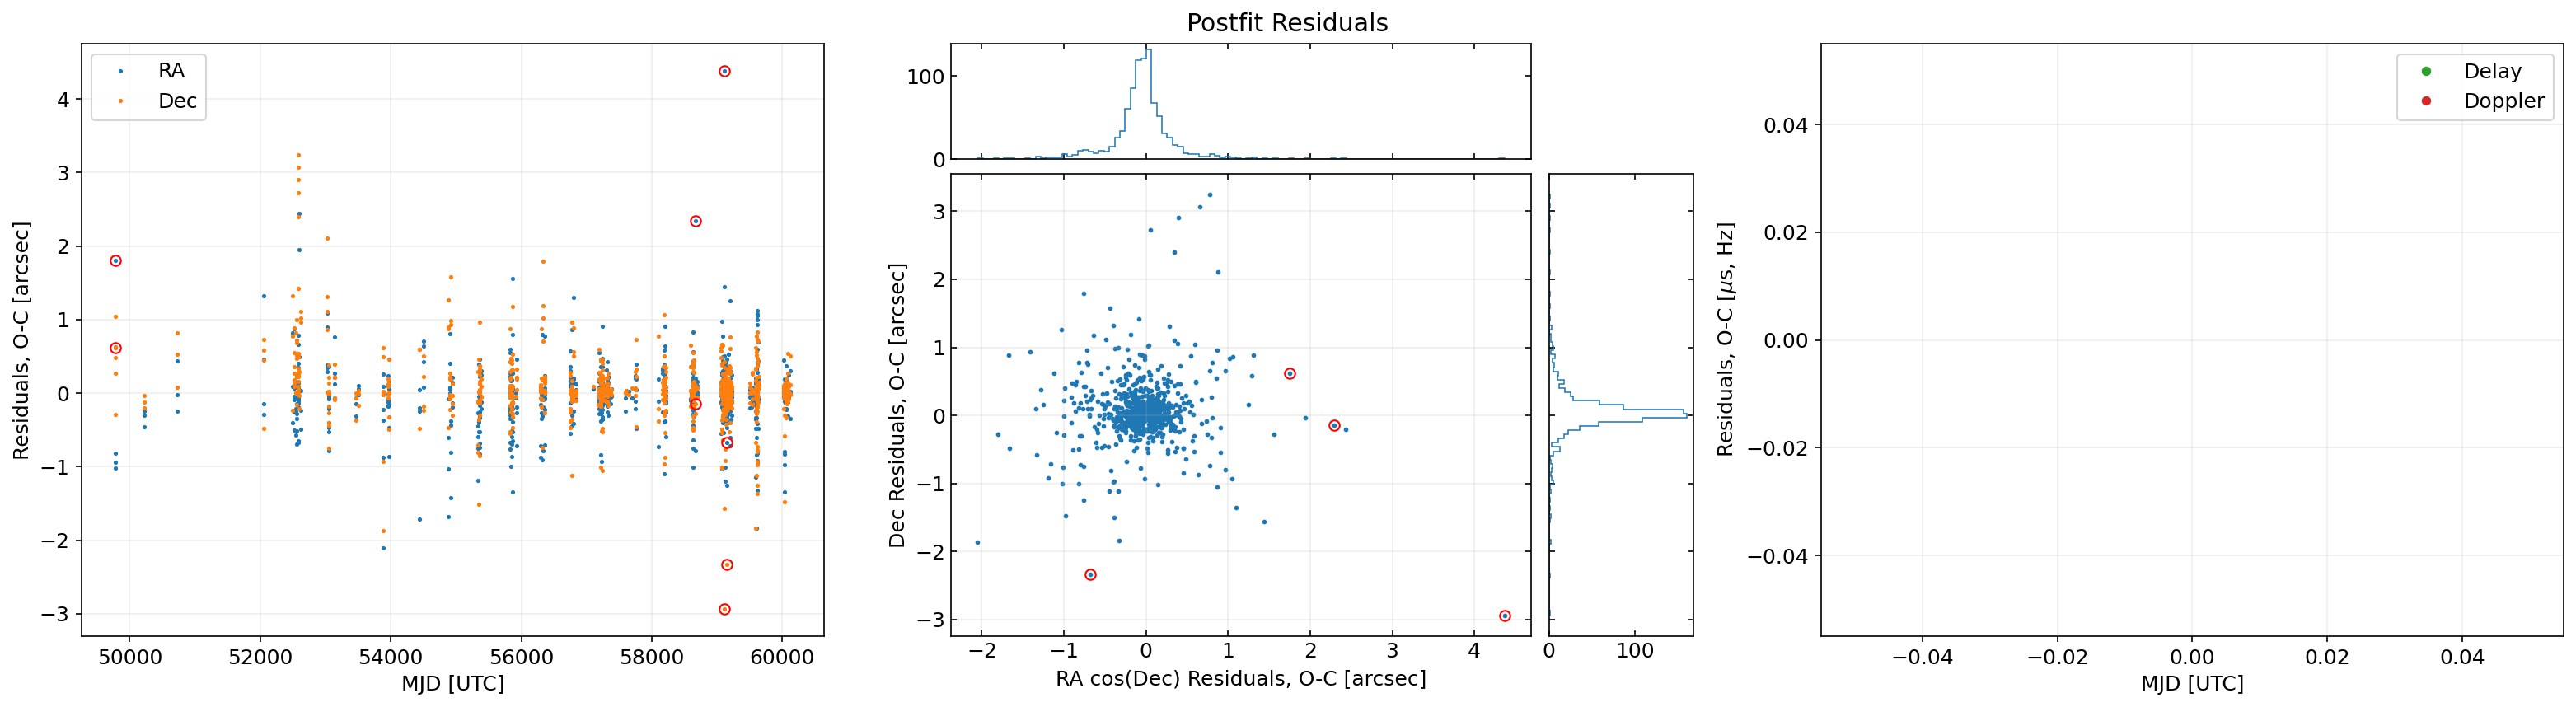 Postfit Residuals
RA
Dec
4
3
2
1
0
−1
−2
−3
Residuals, O-C [arcsec]
50000 52000 54000 56000 58000 60000
MJD [UTC]
100
0
3
2
1
0
−1
−2
−3
Dec Residuals, O-C [arcsec]
−2 −1 0 1 2 3 4
RA cos(Dec) Residuals, O-C [arcsec]
0 100
Delay
Doppler
0.04
0.02
0.00
−0.02
−0.04
Residuals, O-C [μs, Hz]
−0.04 −0.02 0.00 0.02 0.04
MJD [UTC]